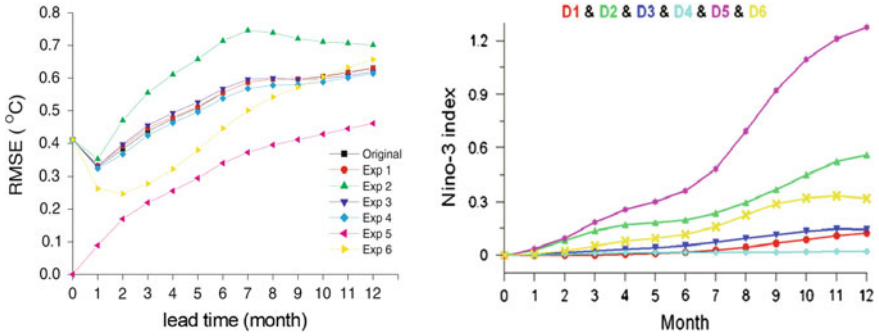 0.8
0.7
0.6
0.5
0.4
0.3
0.2
0.1
0.0
RMSE (°C)
Original
Exp 1
Exp 2
Exp 3
Exp 4
Exp 5
Exp 6
0 1 2 3 4 5 6 7 8 9 10 11 12
lead time (month)
D1 & D2 & D3 & D4 & D5 & D6
1.2
0.9
0.6
0.3
0
Nino-3 index
0 1 2 3 4 5 6 7 8 9 10 11 12
Month